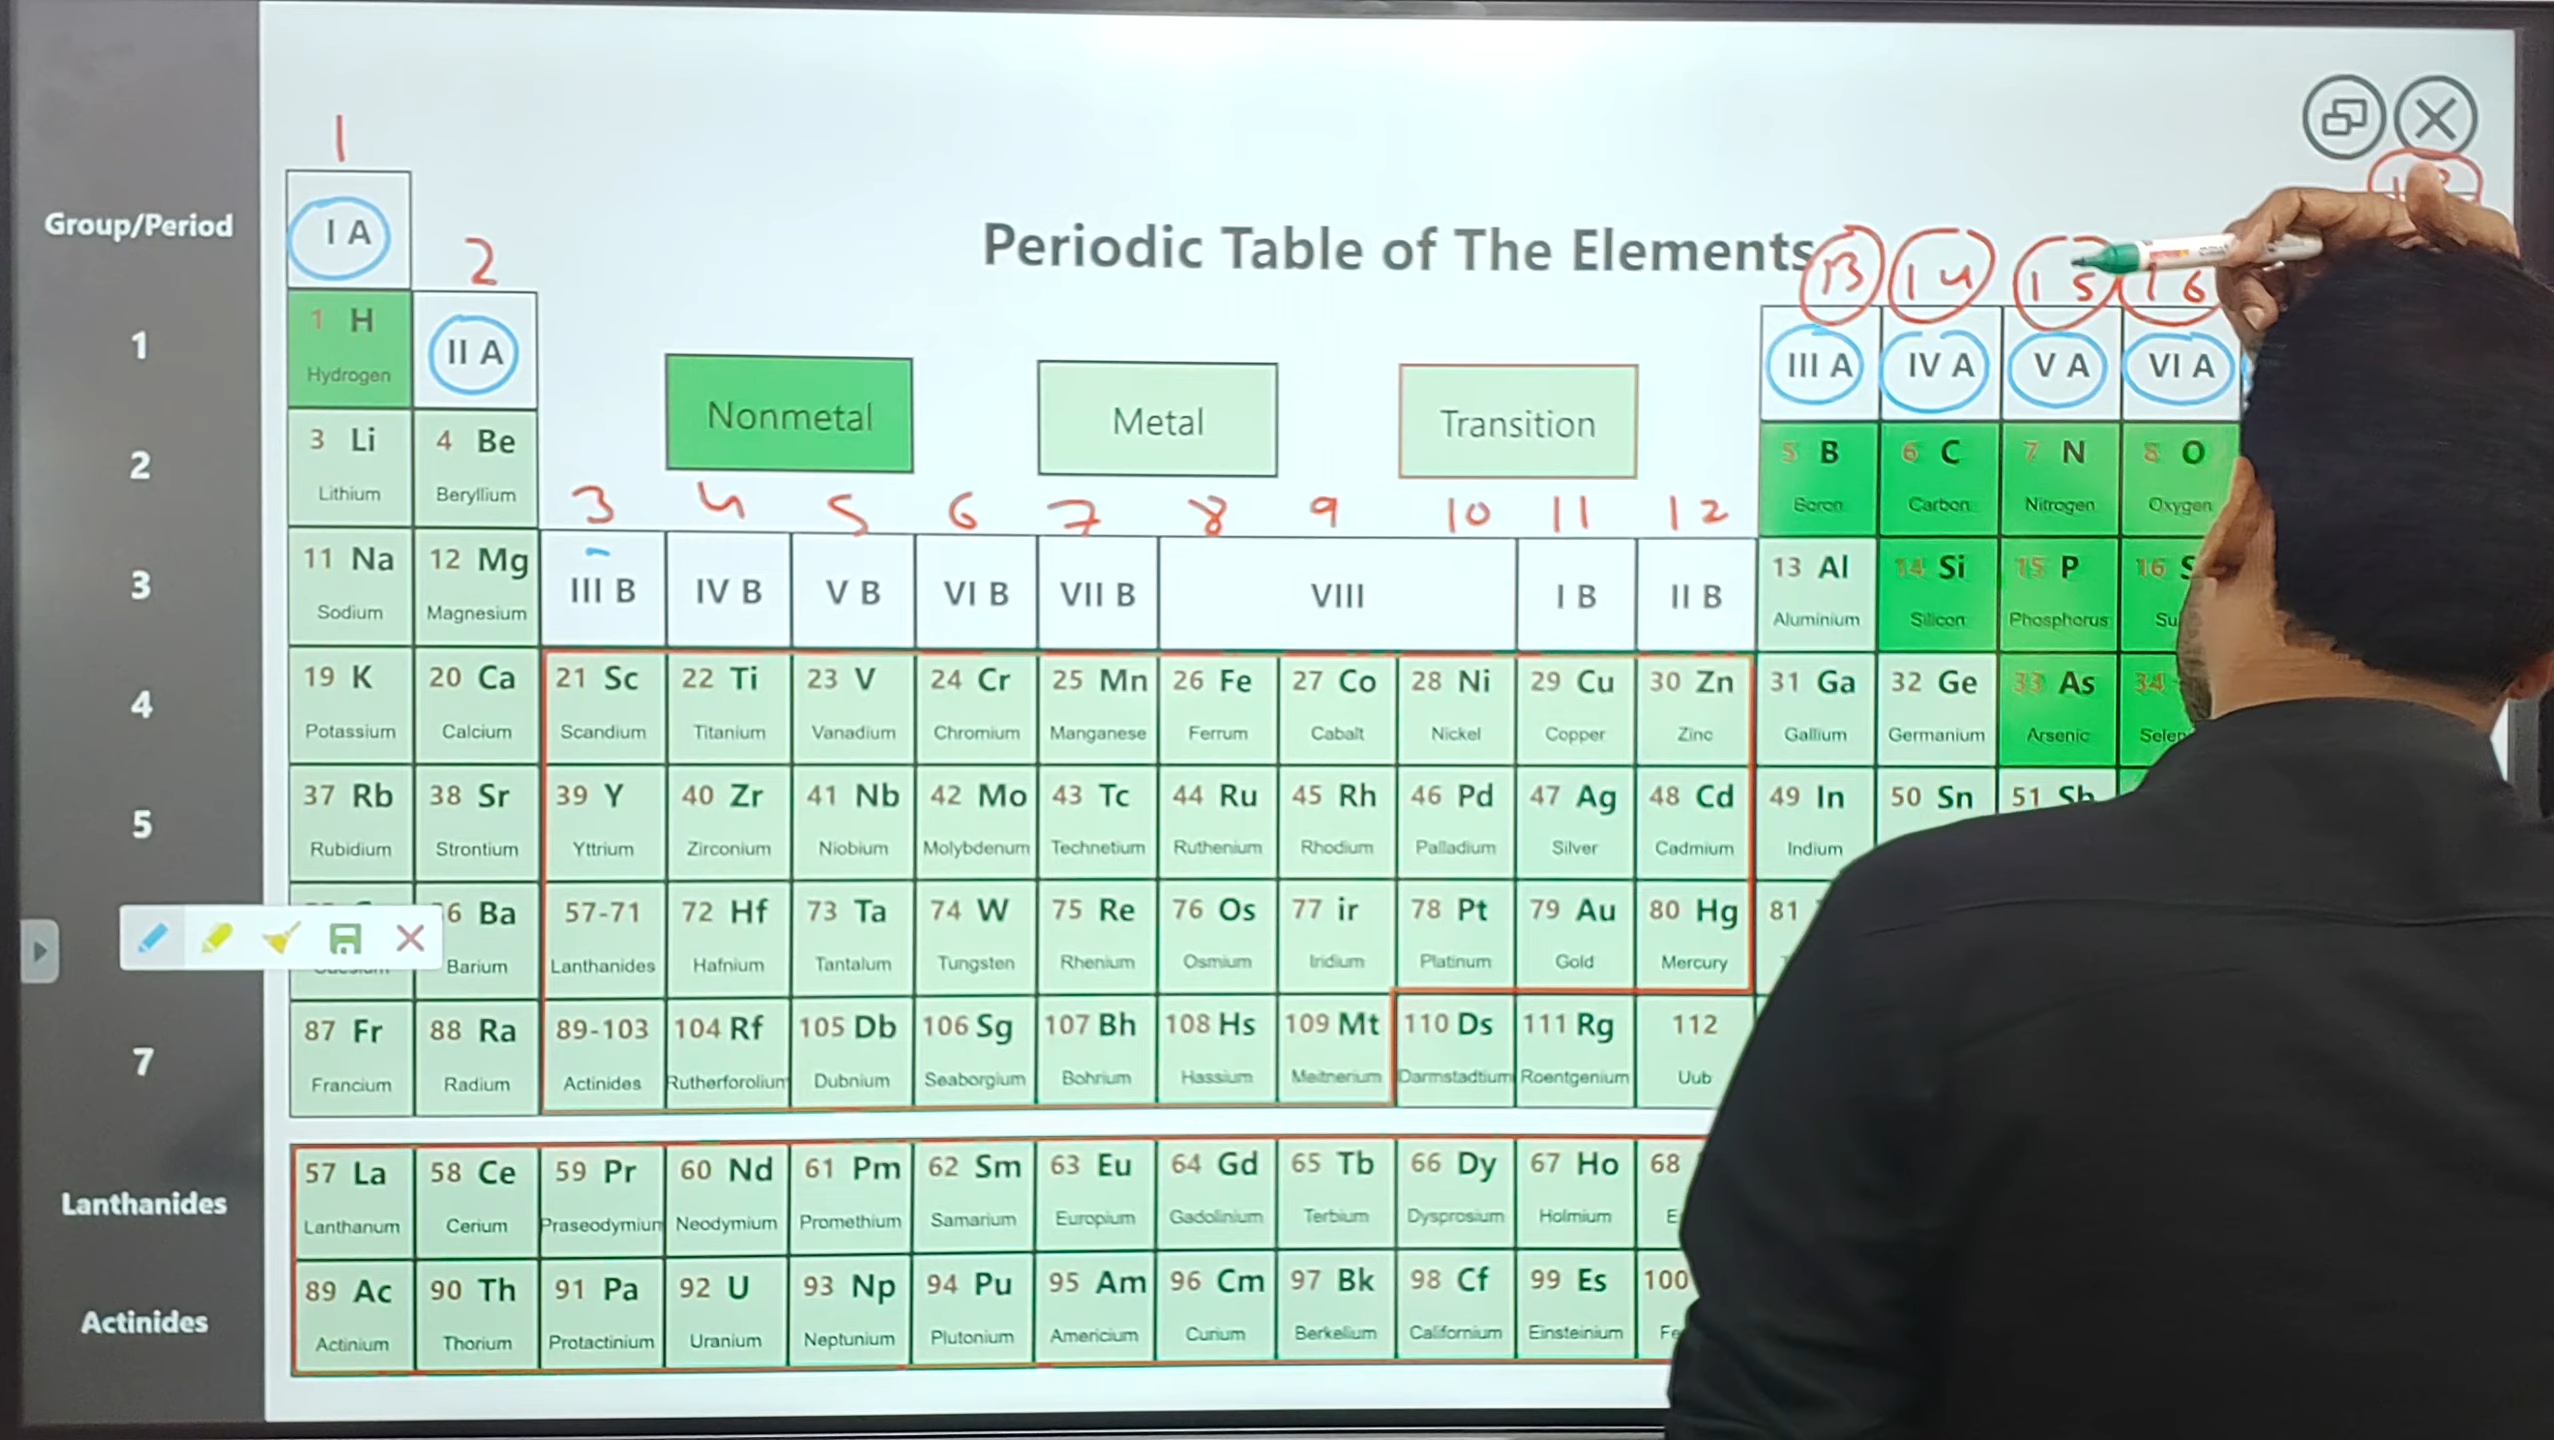 1
18
Group/Period
I A
2
Periodic Table of The Elements
13 14 15 16
1
1 H
Hydrogen
II A
Nonmetal
Metal
Transition
III A IV A V A VI A
2
3 Li 4 Be
Lithium Beryllium
5 B 6 C 7 N 8 O
Boron Carbon Nitrogen Oxygen
3 4 5 6 7 8 9 10 11 12
3
11 Na 12 Mg
Sodium Magnesium
III B IV B V B VI B VII B VIII I B II B
13 Al 14 Si 15 P 16 S
Aluminium Silicon Phosphorus
4
19 K 20 Ca 21 Sc 22 Ti 23 V 24 Cr 25 Mn 26 Fe 27 Co 28 Ni 29 Cu 30 Zn 31 Ga 32 Ge 33 As 34
Potassium Calcium Scandium Titanium Vanadium Chromium Manganese Ferrum Cabalt Nickel Copper Zinc Gallium Germanium Arsenic
5
37 Rb 38 Sr 39 Y 40 Zr 41 Nb 42 Mo 43 Tc 44 Ru 45 Rh 46 Pd 47 Ag 48 Cd 49 In 50 Sn 51 Sb
Rubidium Strontium Yttrium Zirconium Niobium Molybdenum Technetium Ruthenium Rhodium Palladium Silver Cadmium Indium
6 Ba 57-71 72 Hf 73 Ta 74 W 75 Re 76 Os 77 ir 78 Pt 79 Au 80 Hg 81
Barium Lanthanides Hafnium Tantalum Tungsten Rhenium Osmium Iridium Platinum Gold Mercury
7
87 Fr 88 Ra 89-103 104 Rf 105 Db 106 Sg 107 Bh 108 Hs 109 Mt 110 Ds 111 Rg 112
Francium Radium Actinides Rutherforolium Dubnium Seaborgium Bohrium Hassium Meitnerium Darmstadtium Roentgenium Uub
Lanthanides
57 La 58 Ce 59 Pr 60 Nd 61 Pm 62 Sm 63 Eu 64 Gd 65 Tb 66 Dy 67 Ho 68
Lanthanum Cerium Praseodymium Neodymium Promethium Samarium Europium Gadolinium Terbium Dysprosium Holmium
Actinides
89 Ac 90 Th 91 Pa 92 U 93 Np 94 Pu 95 Am 96 Cm 97 Bk 98 Cf 99 Es 100
Actinium Thorium Protactinium Uranium Neptunium Plutonium Americium Curium Berkelium Californium Einsteinium